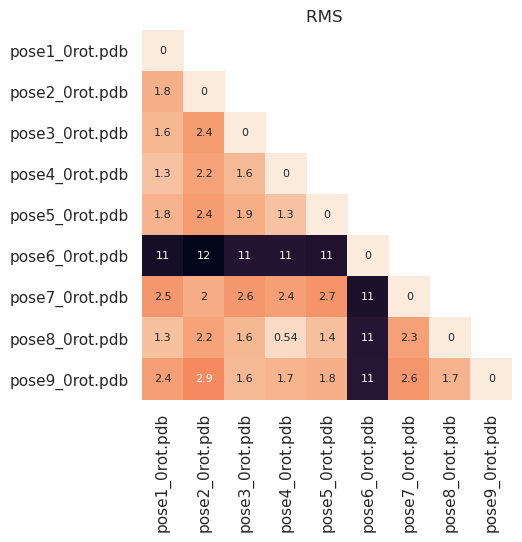 RMS
pose1_0rot.pdb 0
pose2_0rot.pdb 1.8 0
pose3_0rot.pdb 1.6 2.4 0
pose4_0rot.pdb 1.3 2.2 1.6 0
pose5_0rot.pdb 1.8 2.4 1.9 1.3 0
pose6_0rot.pdb 11 12 11 11 11 0
pose7_0rot.pdb 2.5 2 2.6 2.4 2.7 11 0
pose8_0rot.pdb 1.3 2.2 1.6 0.54 1.4 11 2.3 0
pose9_0rot.pdb 2.4 2.9 1.6 1.7 1.8 11 2.6 1.7 0
pose1_0rot.pdb
pose2_0rot.pdb
pose3_0rot.pdb
pose4_0rot.pdb
pose5_0rot.pdb
pose6_0rot.pdb
pose7_0rot.pdb
pose8_0rot.pdb
pose9_0rot.pdb